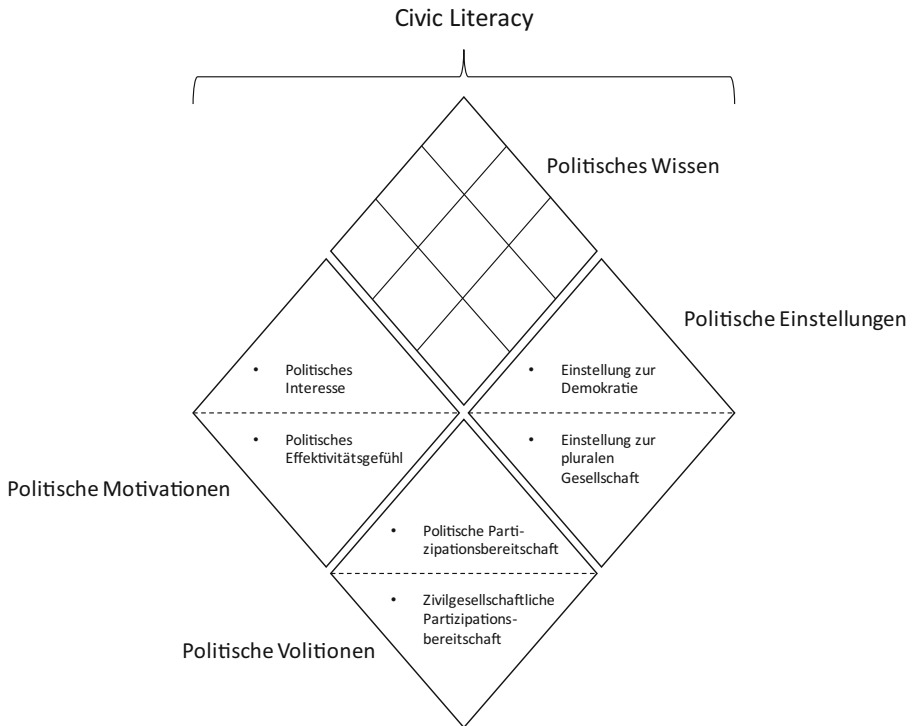 Civic Literacy
Politisches Wissen
Politische Einstellungen
• Politisches
Interesse
• Einstellung zur
Demokratie
• Politisches
Effektivitätsgefühl
• Einstellung zur
pluralen
Gesellschaft
Politische Motivationen
• Politische Parti-
zipationsbereitschaft
• Zivilgesellschaftliche
Partizipations-
bereitschaft
Politische Volitionen